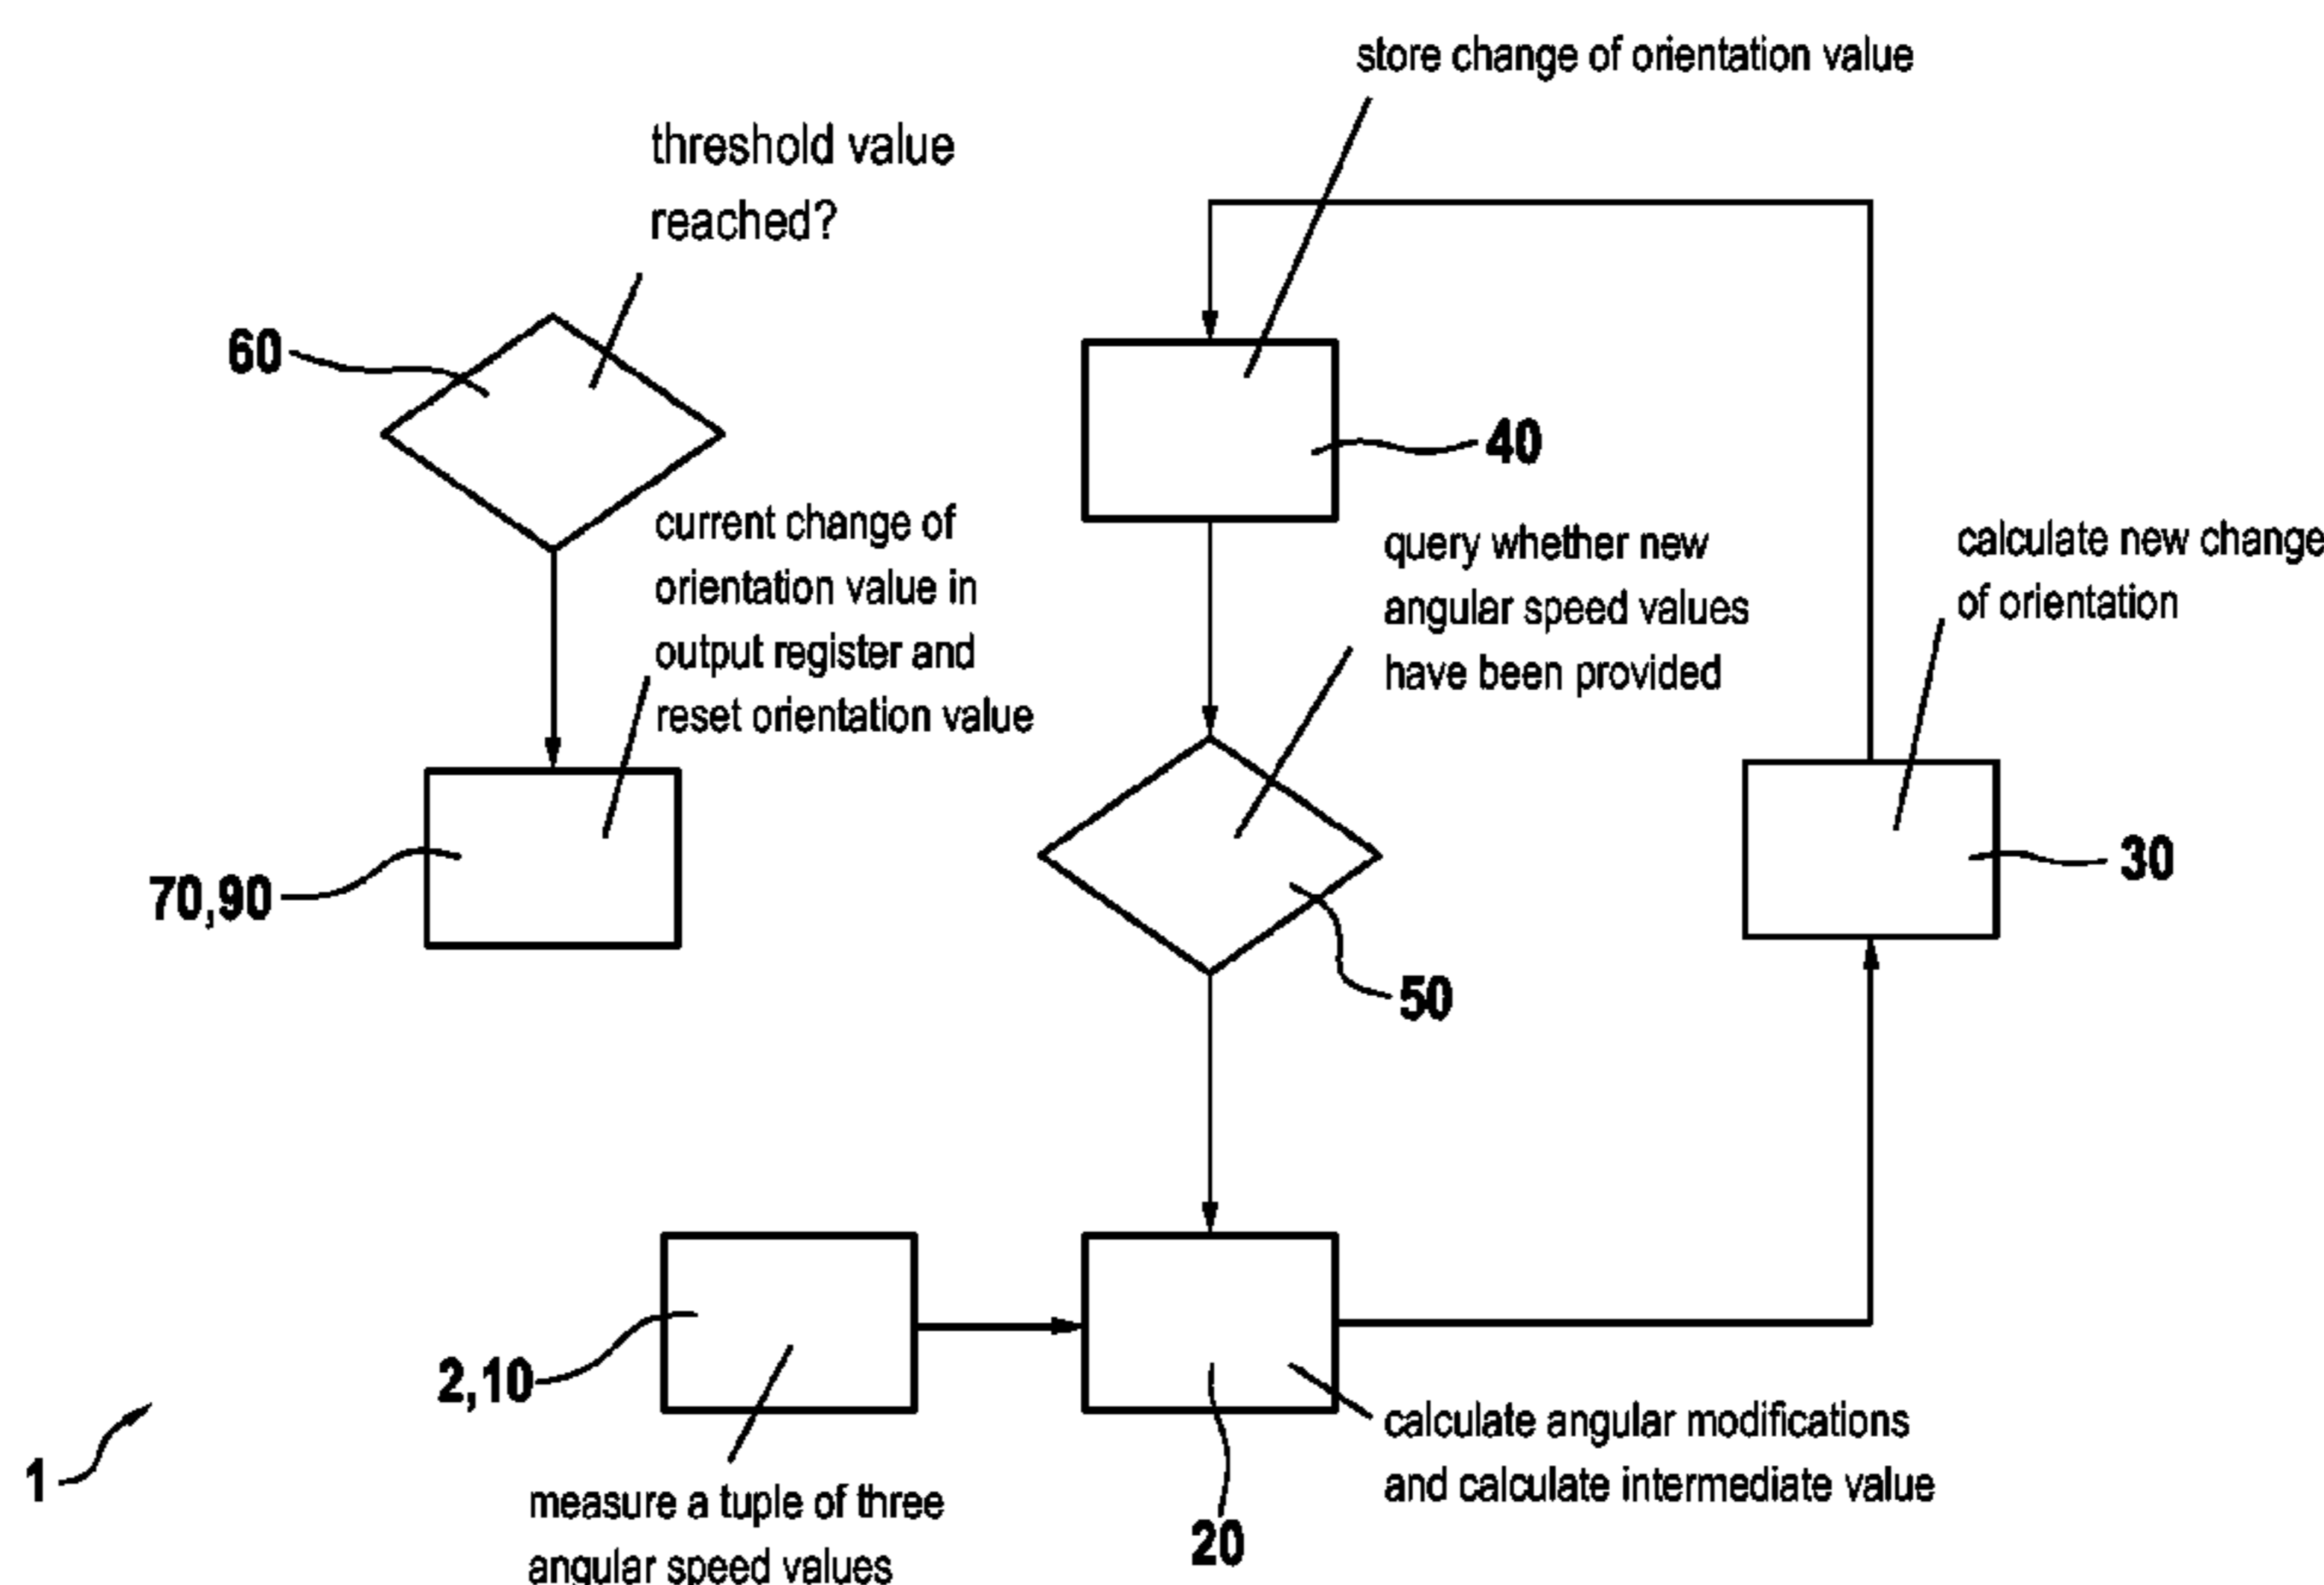 store change of orientation value
threshold value
reached?
60
40
current change of
orientation value in
output register and
reset orientation value
query whether new
angular speed values
have been provided
calculate new change
of orientation
70,90
30
50
2,10
calculate angular modifications
and calculate intermediate value
1
measure a tuple of three
angular speed values
20